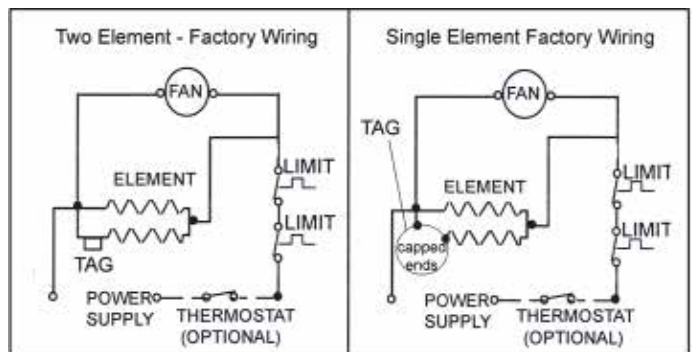 Two Element - Factory Wiring
FAN
LIMIT
ELEMENT
LIMIT
TAG
POWER
SUPPLY
THERMOSTAT
(OPTIONAL)
Single Element Factory Wiring
FAN
TAG
LIMIT
ELEMENT
LIMIT
capped
ends
POWER
SUPPLY
THERMOSTAT
(OPTIONAL)